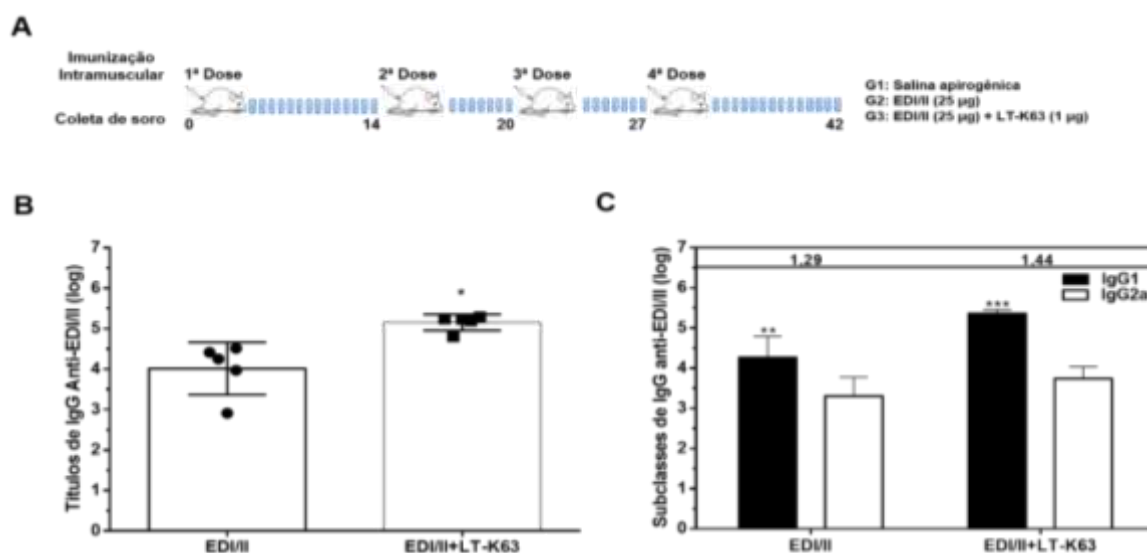 A
Imunização
Intramuscular
1ª Dose
2ª Dose
3ª Dose
4ª Dose
Coleta de soro
0
14
20
27
42
G1: Salina apirogênica
G2: EDI/II (25 µg)
G3: EDI/II (25 µg) + LT-K63 (1 µg)
B
Títulos de IgG Anti-EDI/II (log)
7
6
5
4
3
2
1
0
*
EDI/II
EDI/II+LT-K63
C
Subclasses de IgG anti-EDI/II (log)
7
6
5
4
3
2
1
0
1.29
1.44
IgG1
IgG2a
**
***
EDI/II
EDI/II+LT-K63